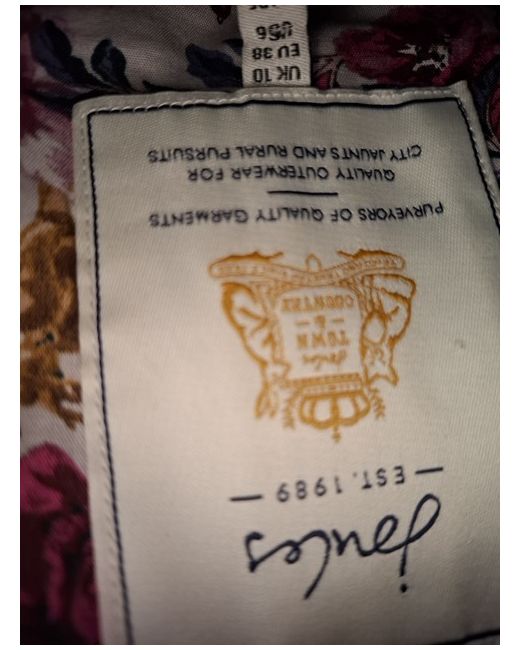 Joules
— EST. 1989 —
Joules
TOWN
- & -
COUNTRY
PURVEYORS OF QUALITY GARMENTS
QUALITY OUTERWEAR FOR
CITY JAUNTS AND RURAL PURSUITS
UK 10
EU 38
US6